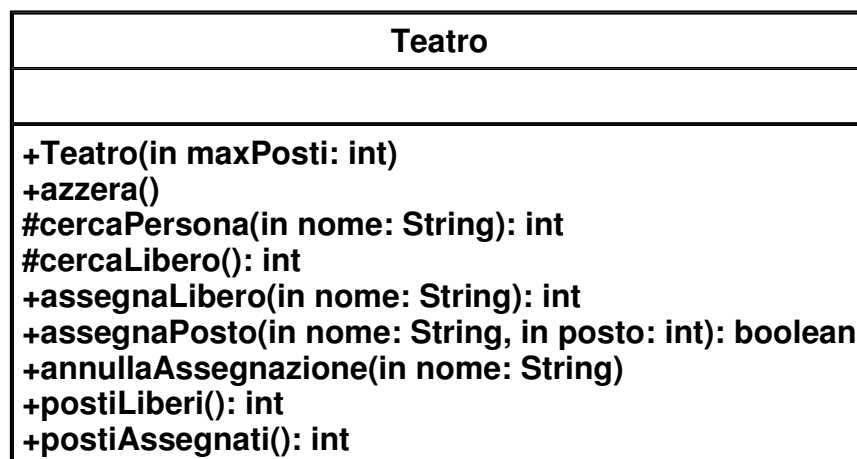 Teatro
+Teatro(in maxPosti: int)
+azzera()
#cercaPersona(in nome: String): int
#cercaLibero(): int
+assegnaLibero(in nome: String): int
+assegnaPosto(in nome: String, in posto: int): boolean
+annullaAssegnazione(in nome: String)
+postiLiberi(): int
+postiAssegnati(): int